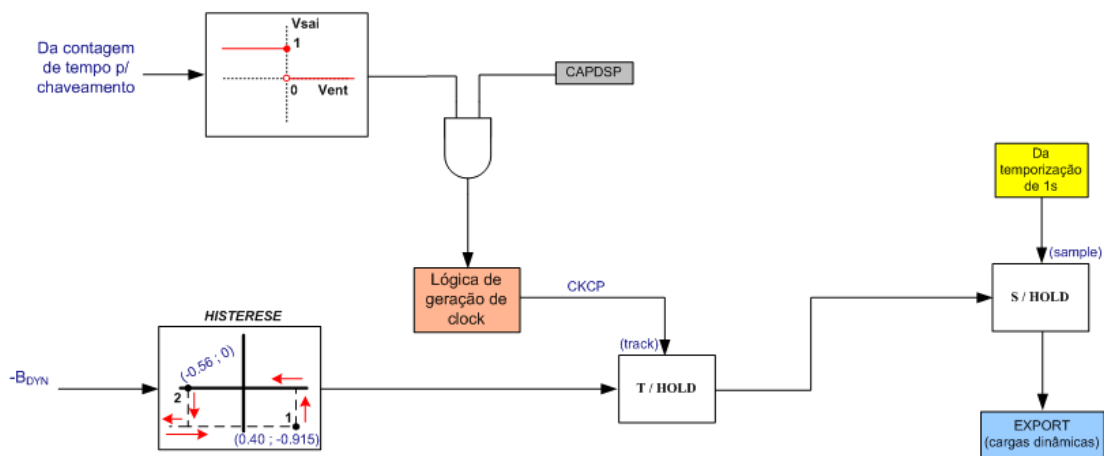 Vsai
1
0
Vent
Da contagem
de tempo p/
chaveamento
CAPDSP
Da
temporização
de 1s
(sample)
S / HOLD
Lógica de
geração de
clock
CKCP
(track)
T / HOLD
HISTERESE
(-0.56 ; 0)
2
1
(0.40 ; -0.915)
-BDYN
EXPORT
(cargas dinâmicas)